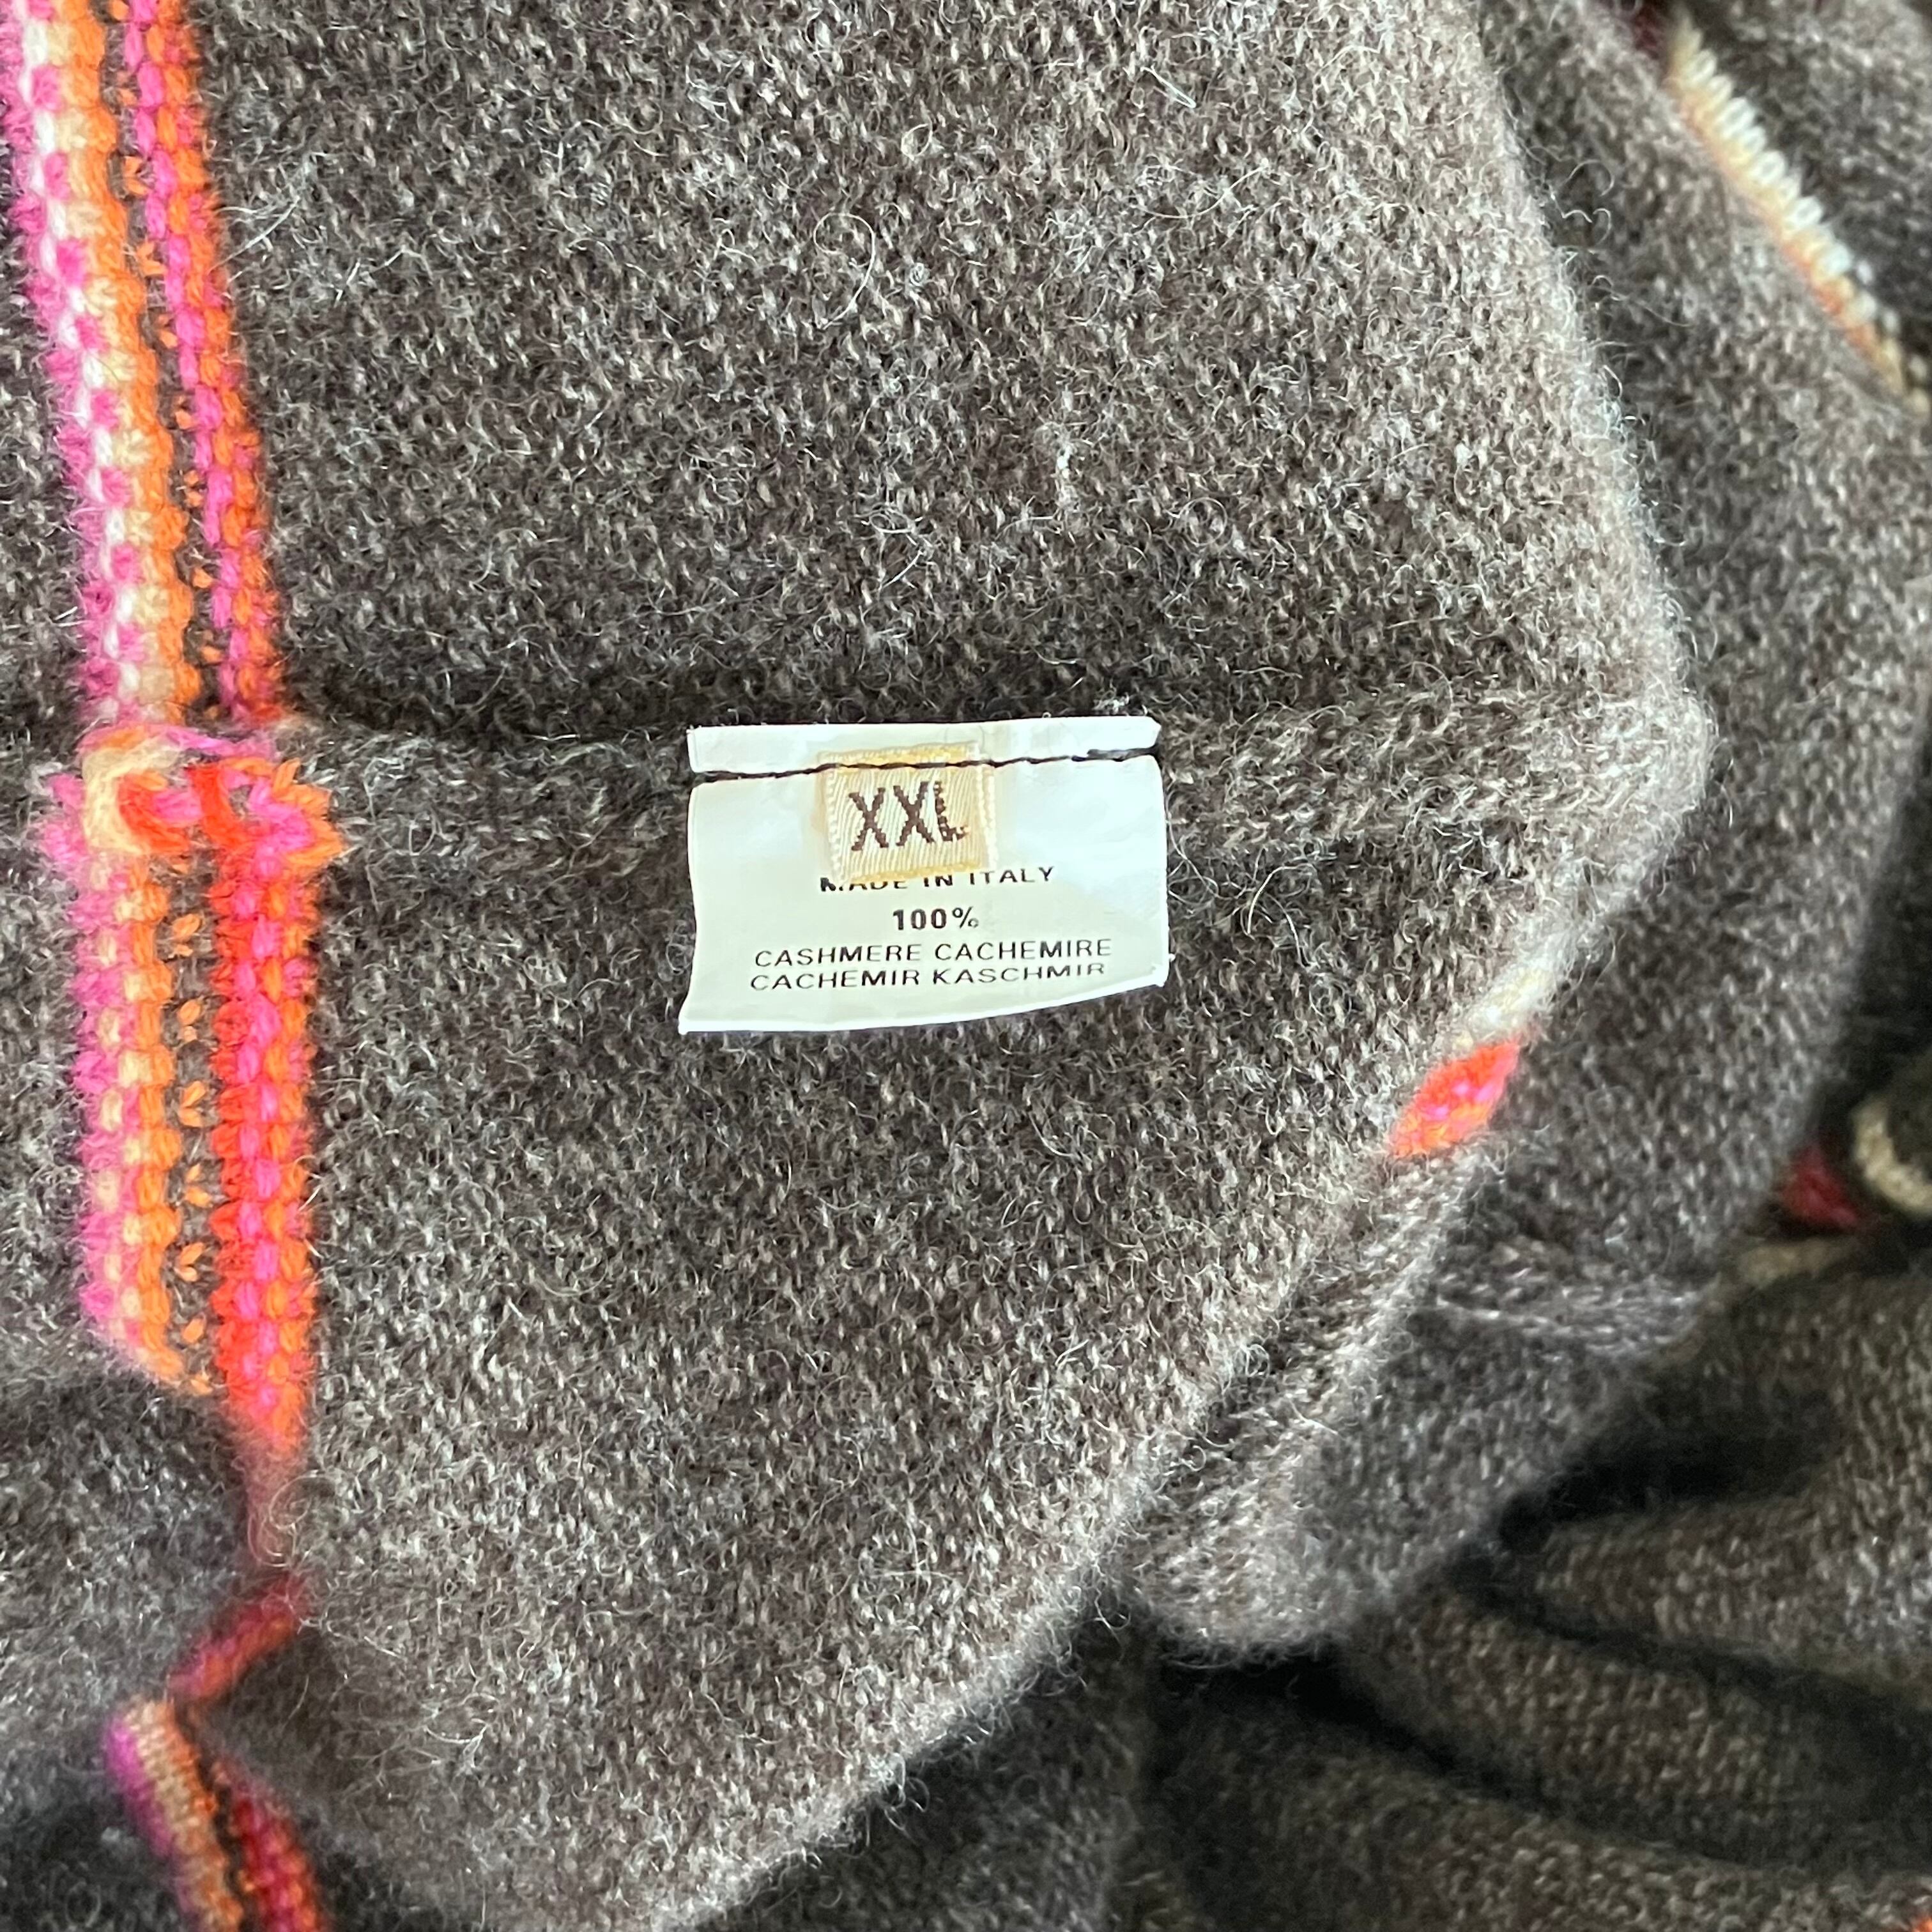 XXL
MADE IN ITALY
100%
CASHMERE CACHEMIRE
CACHEMIR KASCHMIR